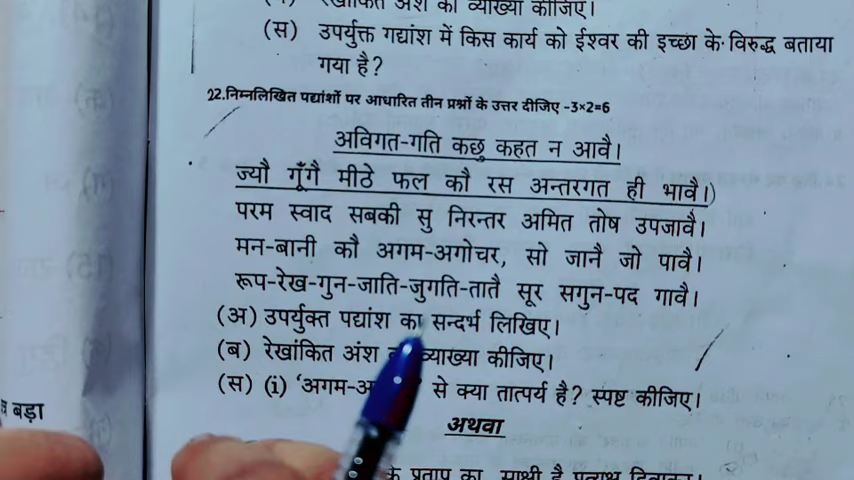 रेखांकित अंश की व्याख्या कीजिए।
(स) उपर्युक्त गद्यांश में किस कार्य को ईश्वर की इच्छा के विरुद्ध बताया
गया है?
22.निम्नलिखित पद्यांशों पर आधारित तीन प्रश्नों के उत्तर दीजिए -3×2=6
अविगत-गति कछु कहत न आवै।
ज्यौ गूँगै मीठे फल कौ रस अन्तरगत ही भावै।)
परम स्वाद सबकी सु निरन्तर अमित तोष उपजावै।
मन-बानी कौ अगम-अगोचर, सो जानै जो पावै।
रूप-रेख-गुन-जाति-जुगति-तातै सूर सगुन-पद गावै।
(अ) उपर्युक्त पद्यांश का सन्दर्भ लिखिए।
(ब) रेखांकित अंश व्याख्या कीजिए।
(स) (i) 'अगम-अ ' से क्या तात्पर्य है? स्पष्ट कीजिए।
बड़ा
अथवा
के प्रताप का साक्षी है